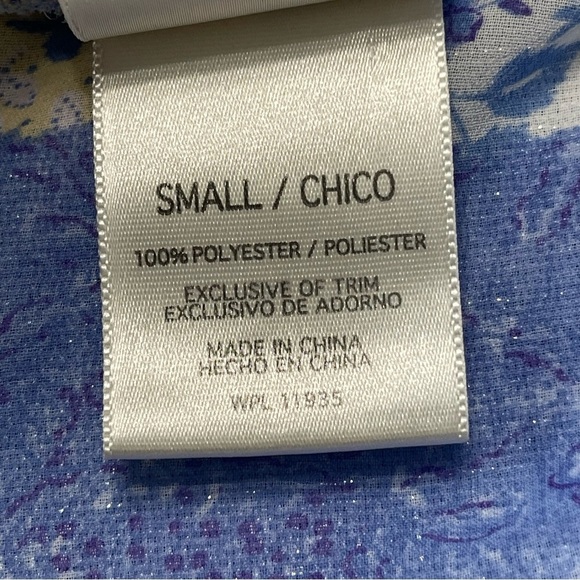 SMALL / CHICO
100% POLYESTER / POLIESTER
EXCLUSIVE OF TRIM
EXCLUSIVO DE ADORNO
MADE IN CHINA
HECHO EN CHINA
WPL 11935